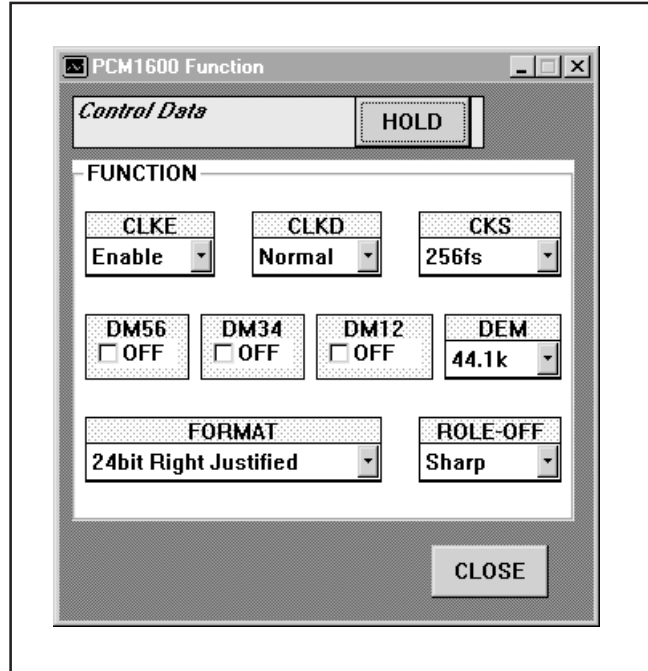 PCM1600 Function
Control Data
HOLD
FUNCTION
CLKE CLKD CKS
Enable Normal 256fs
DM56 DM34 DM12 DEM
OFF OFF OFF 44.1k
FORMAT ROLE-OFF
24bit Right Justified Sharp
CLOSE